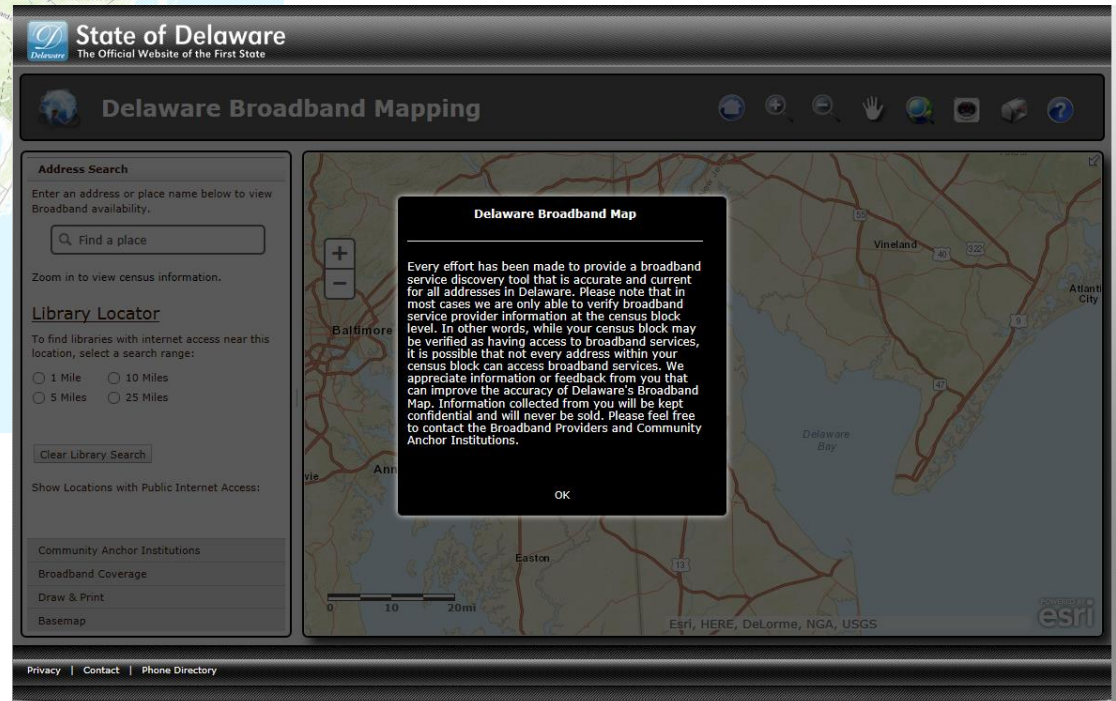 State of Delaware
Delaware
The Official Website of the First State
Delaware Broadband Mapping
Address Search
Enter an address or place name below to view
Broadband availability.
Find a place
Zoom in to view census information.
Library Locator
To find libraries with internet access near this
location, select a search range:
1 Mile 10 Miles
5 Miles 25 Miles
Clear Library Search
Show Locations with Public Internet Access:
Community Anchor Institutions
Broadband Coverage
Draw & Print
Basemap
+
−
Delaware Broadband Map
Every effort has been made to provide a broadband
service discovery tool that is accurate and current
for all addresses in Delaware. Please note that in
most cases we are only able to verify broadband
service provider information at the census block
level. In other words, while your census block may
be verified as having access to broadband services,
it is possible that not every address within your
census block can access broadband services. We
appreciate information or feedback from you that
can improve the accuracy of Delaware's Broadband
Map. Information collected from you will be kept
confidential and will never be sold. Please feel free
to contact the Broadband Providers and Community
Anchor Institutions.
OK
55
Vineland
40
322
Atlanti
City
9
Baltimore
47
Delaware
Bay
vie
Ann
Easton
13
0 10 20mi
Esri, HERE, DeLorme, NGA, USGS
POWERED BY
esri
Privacy | Contact | Phone Directory